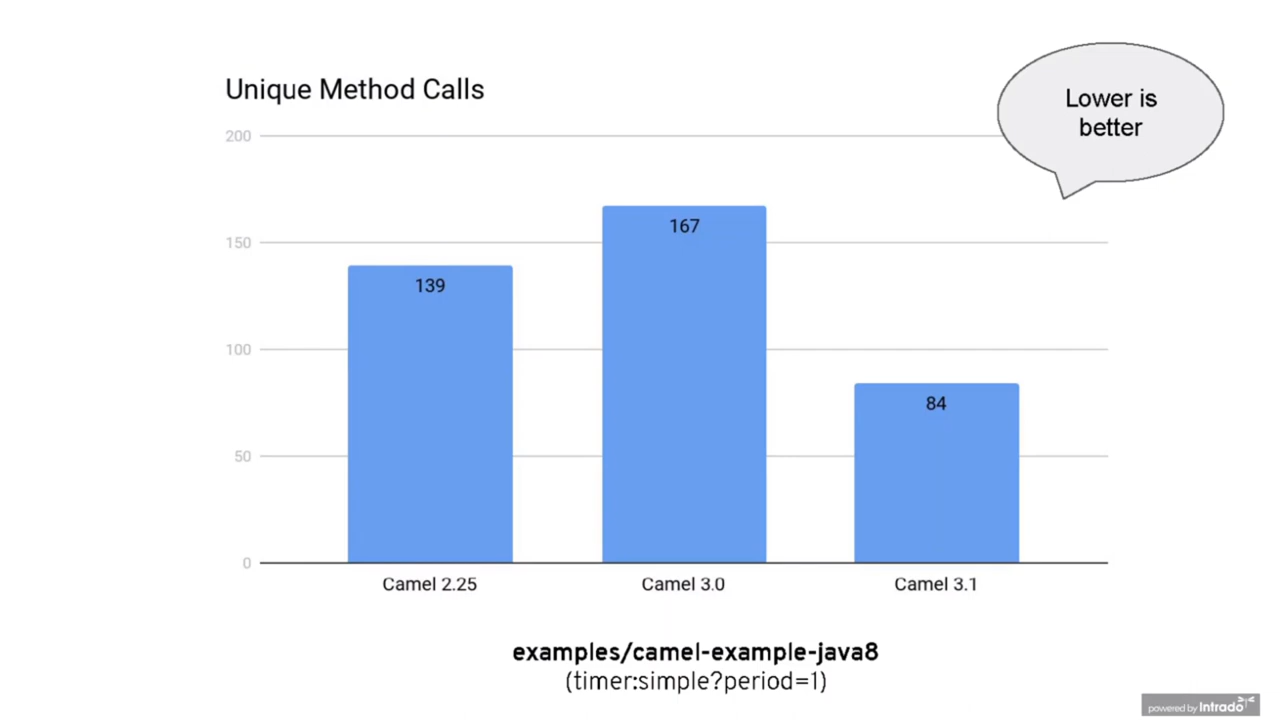 Unique Method Calls
Lower is
better
200
150
100
50
0
139
167
84
Camel 2.25
Camel 3.0
Camel 3.1
examples/camel-example-java8
(timer:simple?period=1)
powered by Intrado